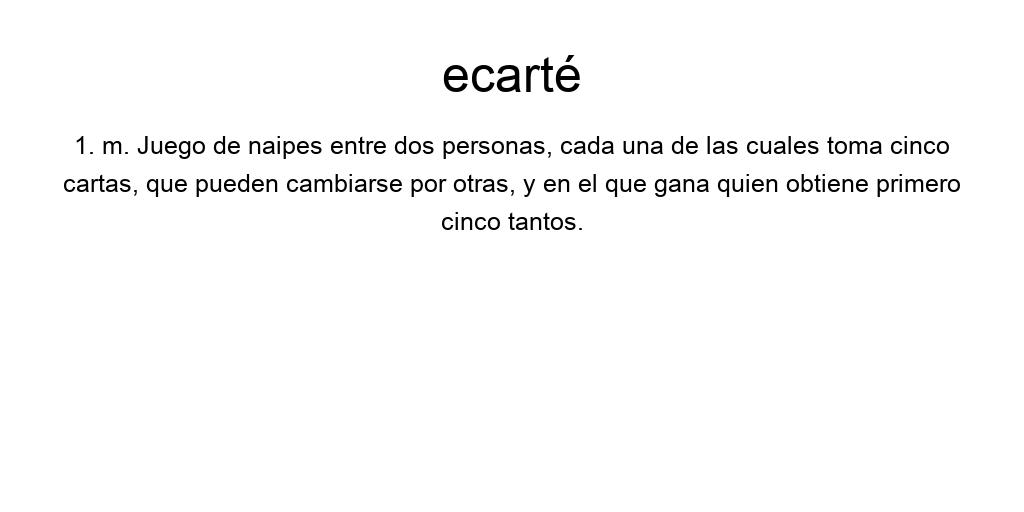 ecarté
1. m. Juego de naipes entre dos personas, cada una de las cuales toma cinco
cartas, que pueden cambiarse por otras, y en el que gana quien obtiene primero
cinco tantos.